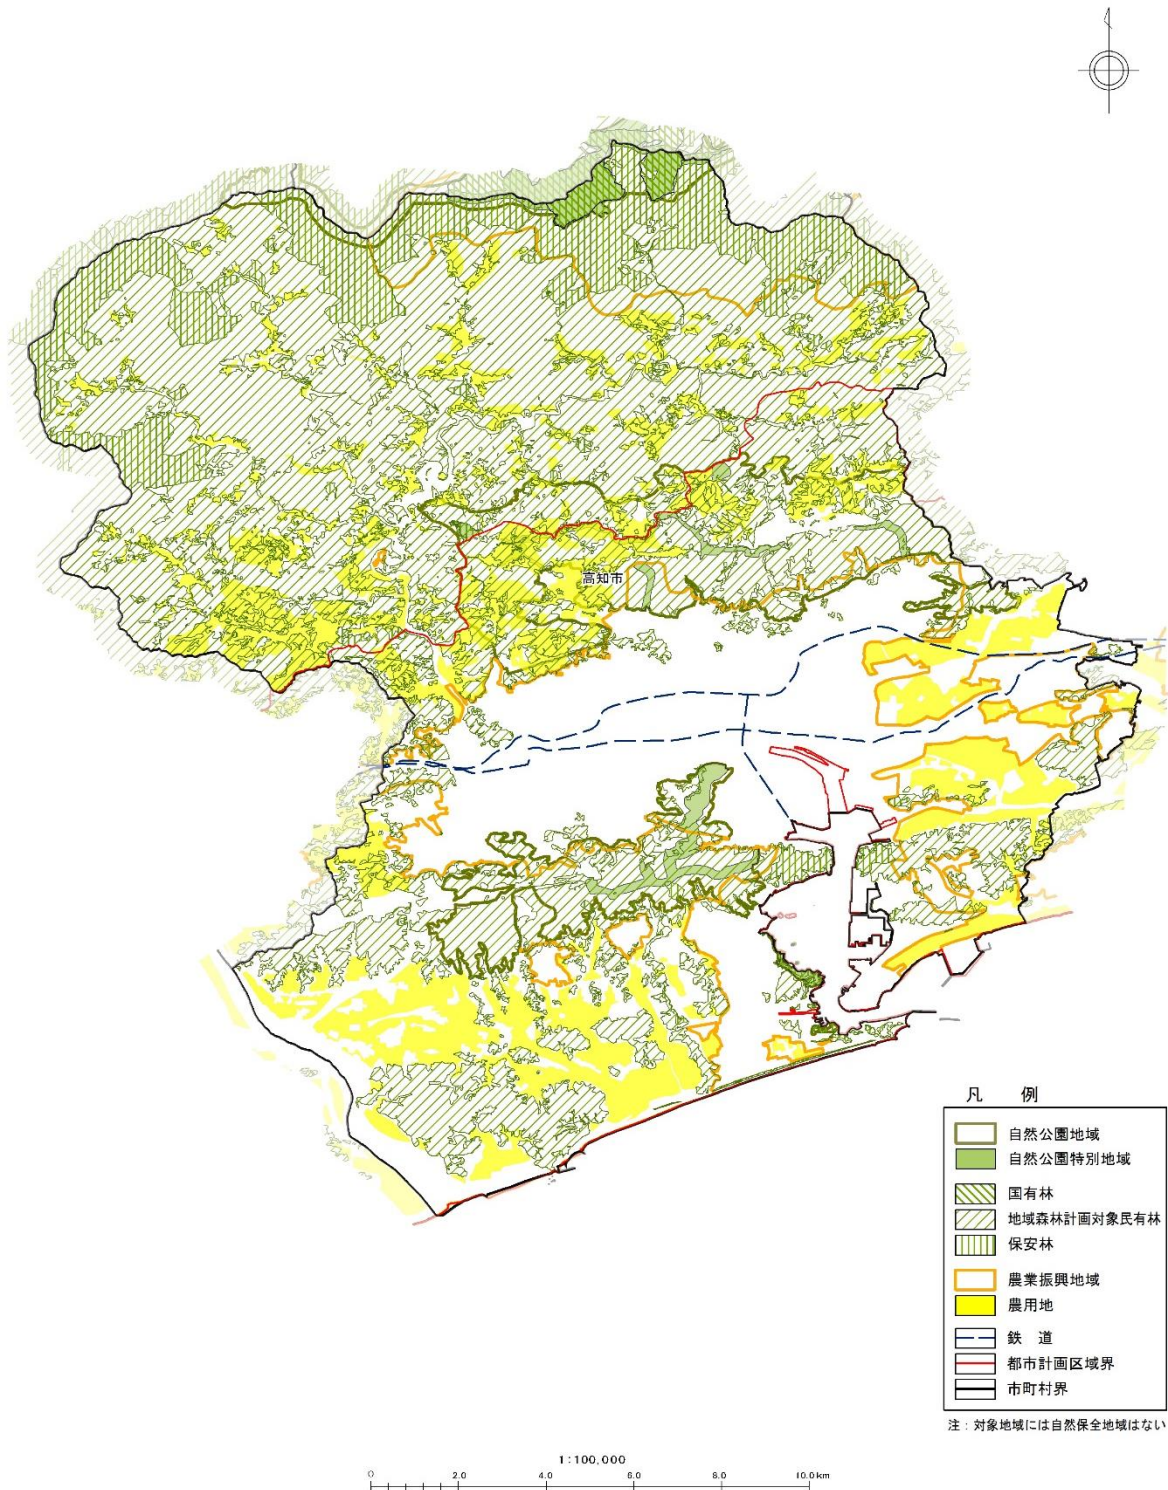 高知市
凡 例
自然公園地域
自然公園特別地域
国有林
地域森林計画対象民有林
保安林
農業振興地域
農用地
鉄 道
都市計画区域界
市町村界
注：対象地域には自然保全地域はない
1:100,000
0 2.0 4.0 6.0 8.0 10.0km